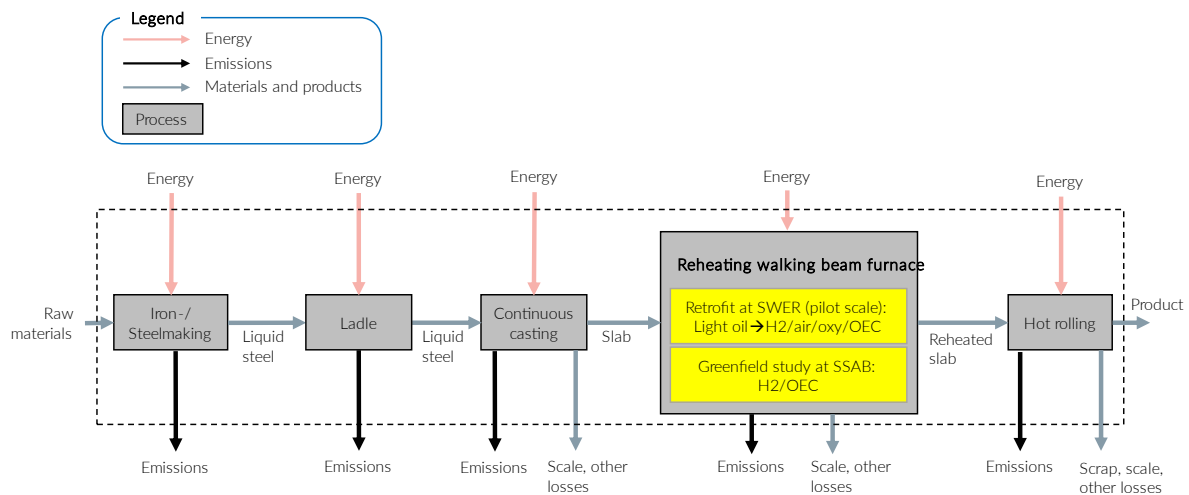 Legend
Energy
Emissions
Materials and products
Process
Energy
Energy
Energy
Energy
Energy
Reheating walking beam furnace
Raw
materials
Iron-/
Steelmaking
Liquid
steel
Ladle
Liquid
steel
Continuous
casting
Slab
Retrofit at SWER (pilot scale):
Light oil→H2/air/oxy/OEC
Greenfield study at SSAB:
H2/OEC
Reheated
slab
Hot rolling
Product
Emissions
Emissions
Emissions
Scale, other
losses
Emissions
Scale, other
losses
Emissions
Scrap, scale,
other losses